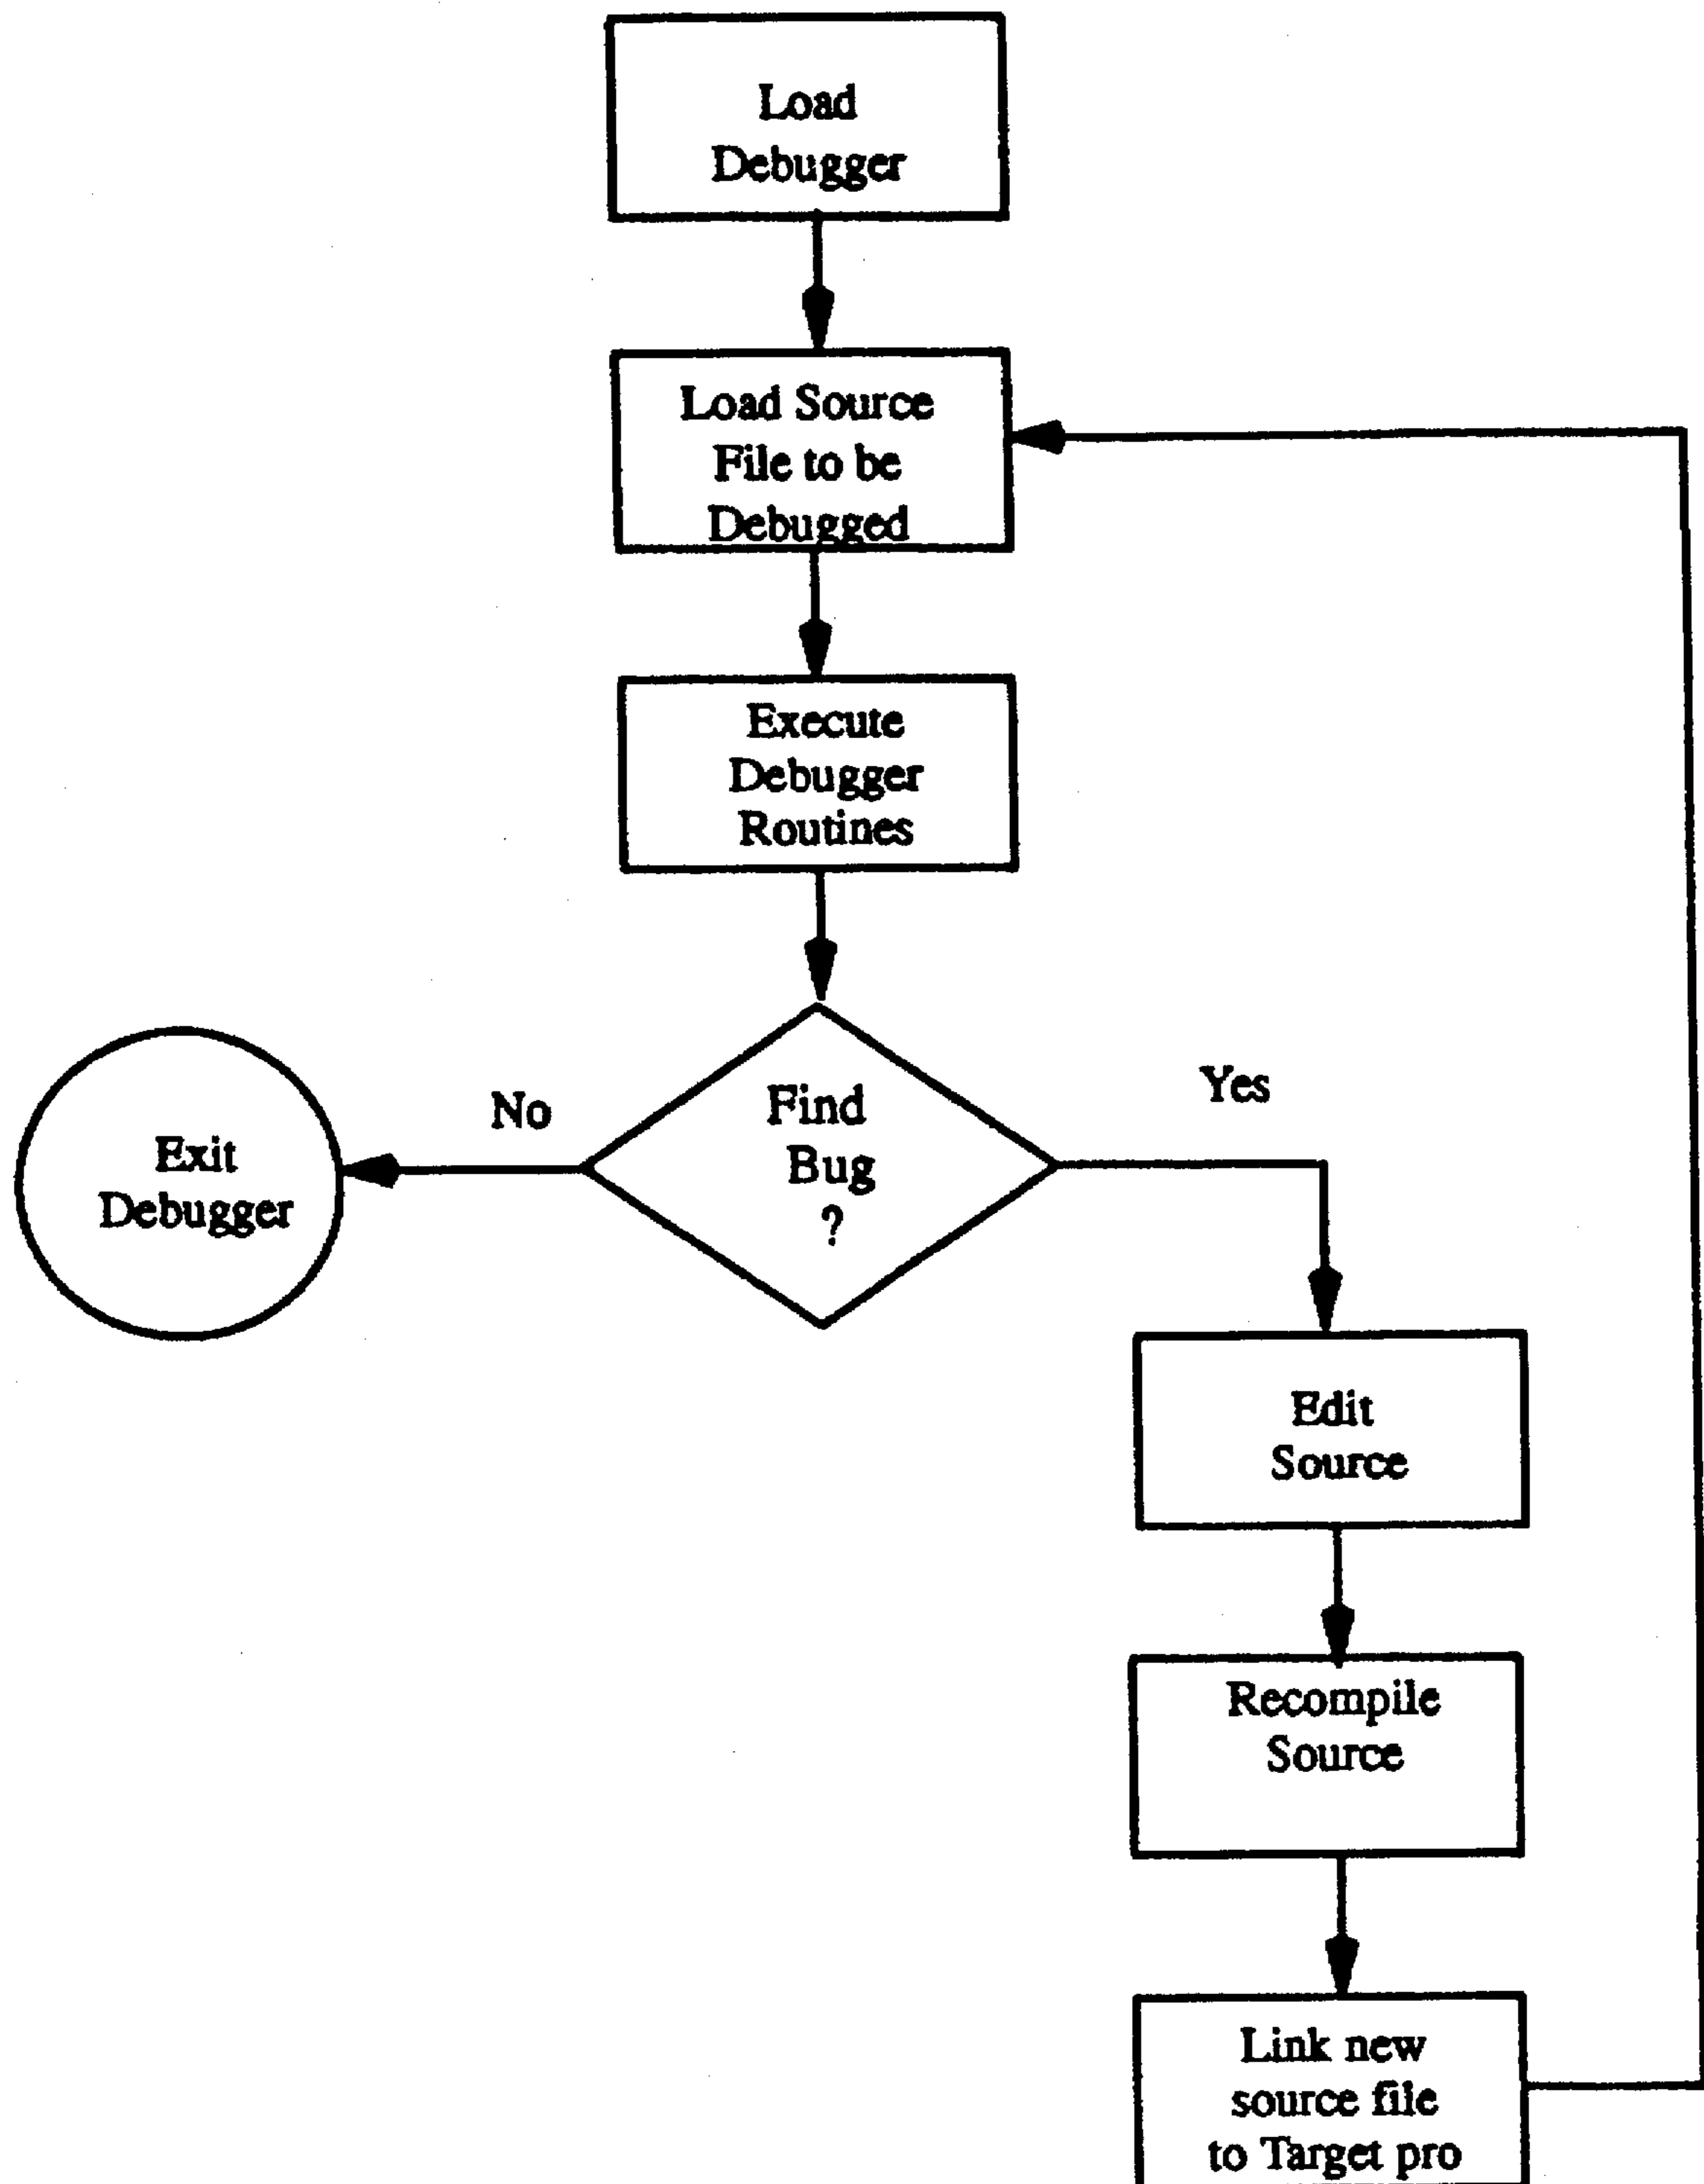 Load
Debugger
Load Source
File to be
Debugged
Execute
Debugger
Routines
Find
Bug
?
No
Yes
Exit
Debugger
Edit
Source
Recompile
Source
Link new
source file
to Target pro